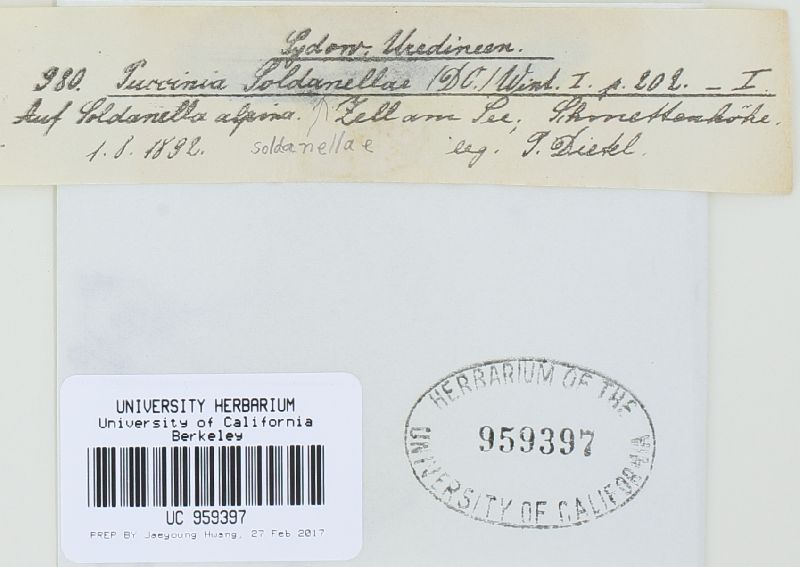 Sydow, Uredineen.
980. Puccinia Soldanellae (DC.) Wint. I. p. 202. — I
Auf Soldanella alpina. Zell am See, Schmettenhöhe.
soldanellae
1.8.1892. leg. P. Dietel.
UNIVERSITY HERBARIUM
University of California
Berkeley
UC 959397
PREP BY Jaeyoung Hwang, 27 Feb 2017
HERBARIUM OF THE
959397
UNIVERSITY OF CALIFORNIA